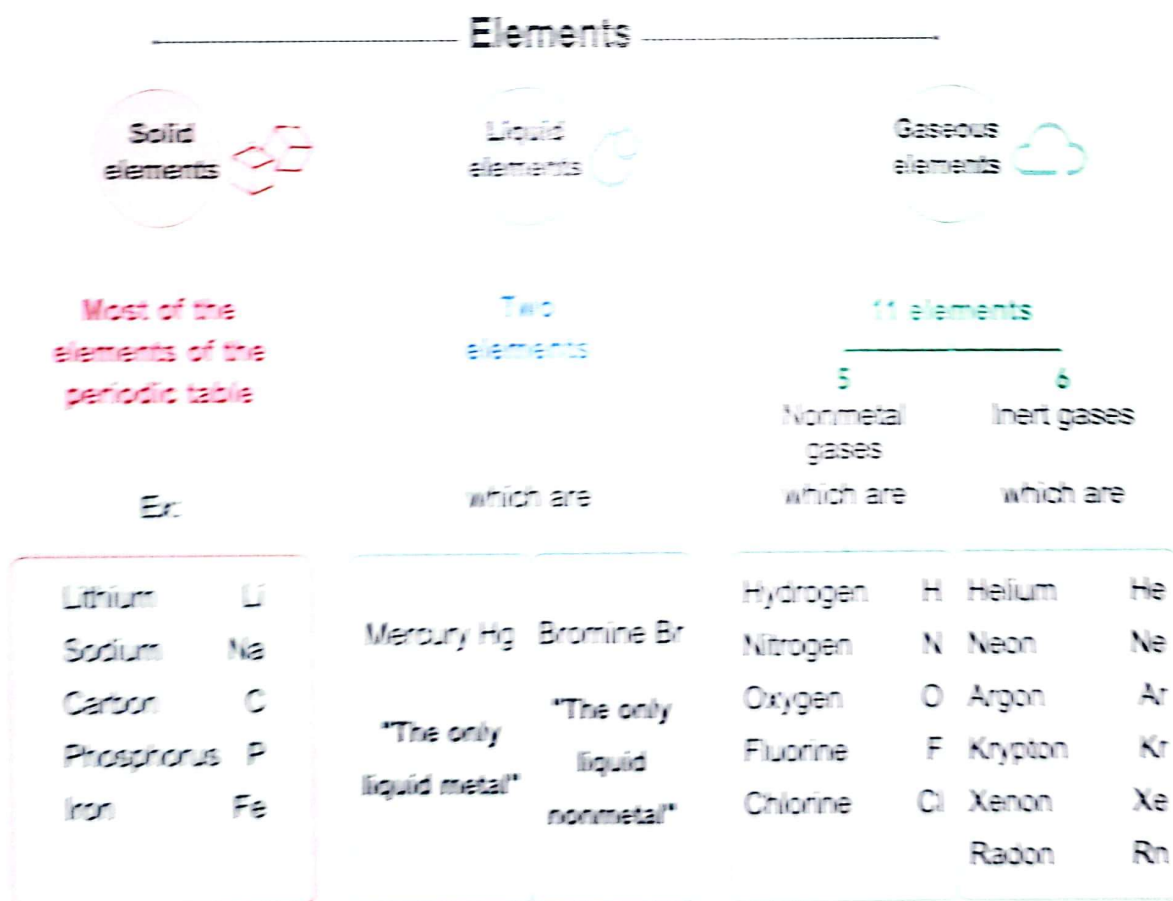 Elements
Solid
elements
Liquid
elements
Gaseous
elements
Most of the
elements of the
periodic table
Two
elements
11 elements
5
Nonmetal
gases
6
Inert gases
Ex:
which are
which are
which are
Lithium Li
Sodium Na
Carbon C
Phosphorus P
Iron Fe
Mercury Hg
"The only
liquid metal"
Bromine Br
"The only
liquid
nonmetal"
Hydrogen H
Nitrogen N
Oxygen O
Fluorine F
Chlorine Cl
Helium He
Neon Ne
Argon Ar
Krypton Kr
Xenon Xe
Radon Rn